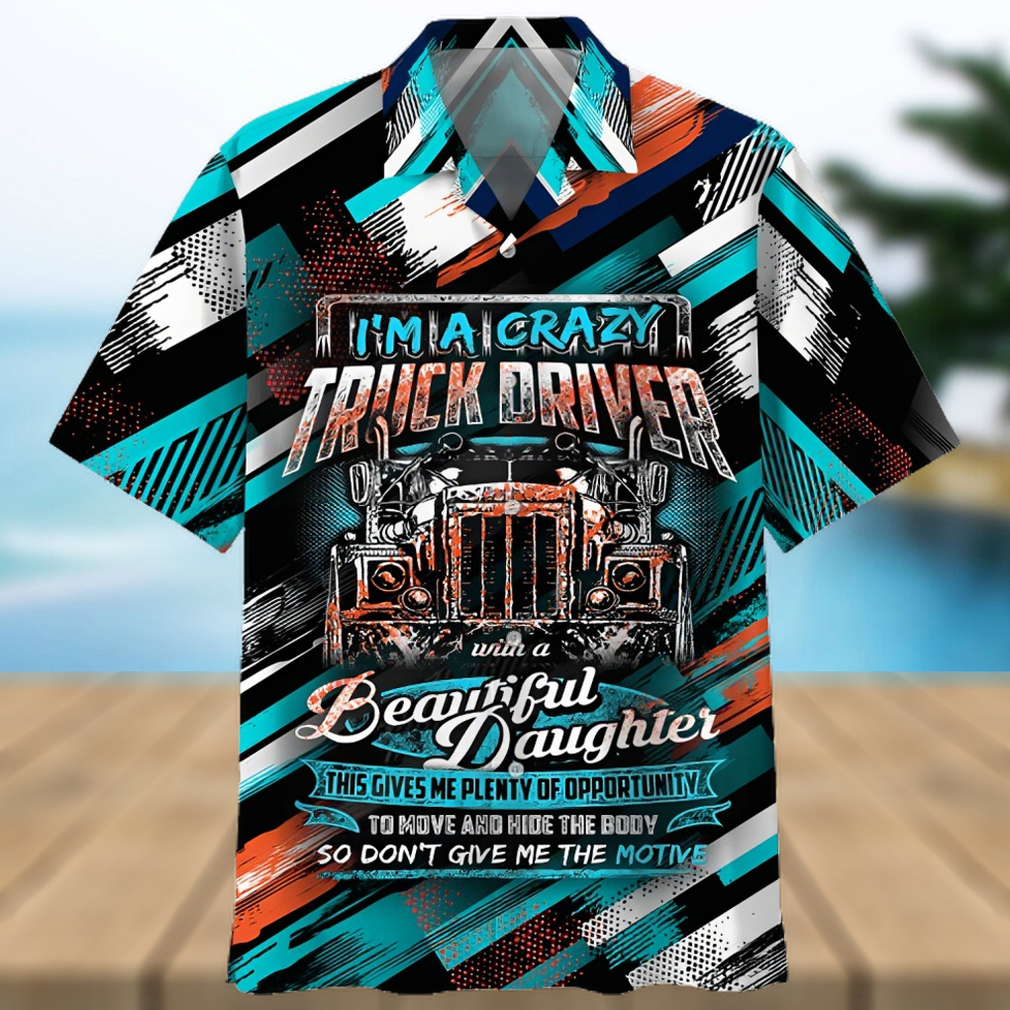 I'M A CRAZY
TRUCK DRIVER
with a
Beautiful
Daughter
THIS GIVES ME PLENTY OF OPPORTUNITY
TO MOVE AND HIDE THE BODY
SO DON'T GIVE ME THE MOTIVE